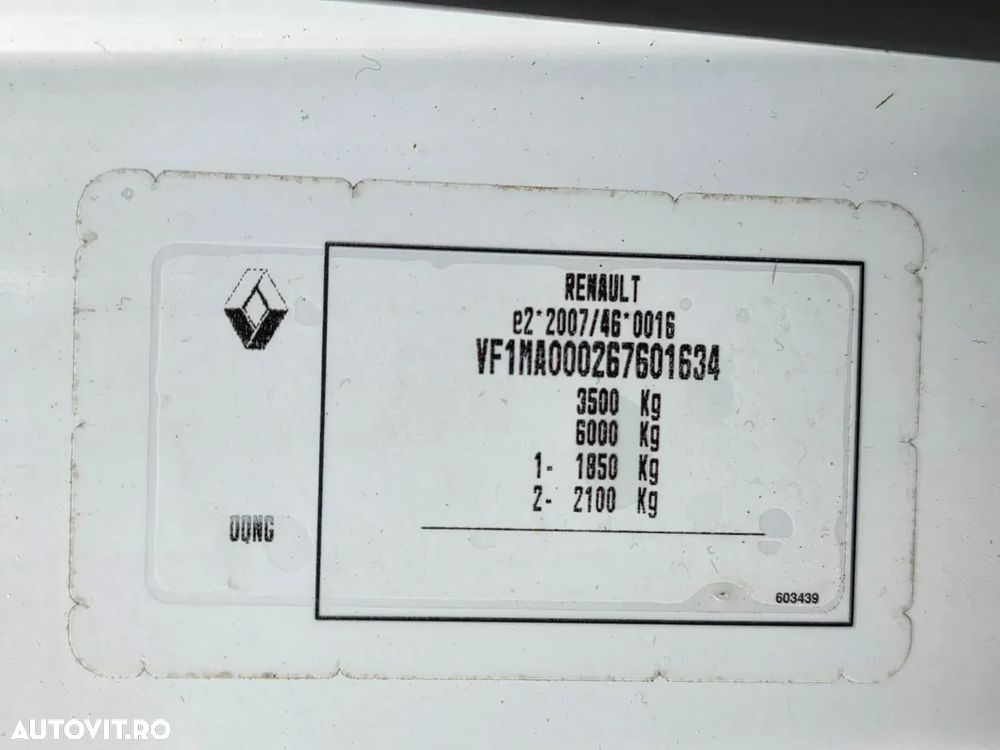 RENAULT
e2*2007/46*0016
VF1MA000267601634
3500 Kg
6000 Kg
1- 1850 Kg
2- 2100 Kg
OQNG
603439
AUTOVIT.RO